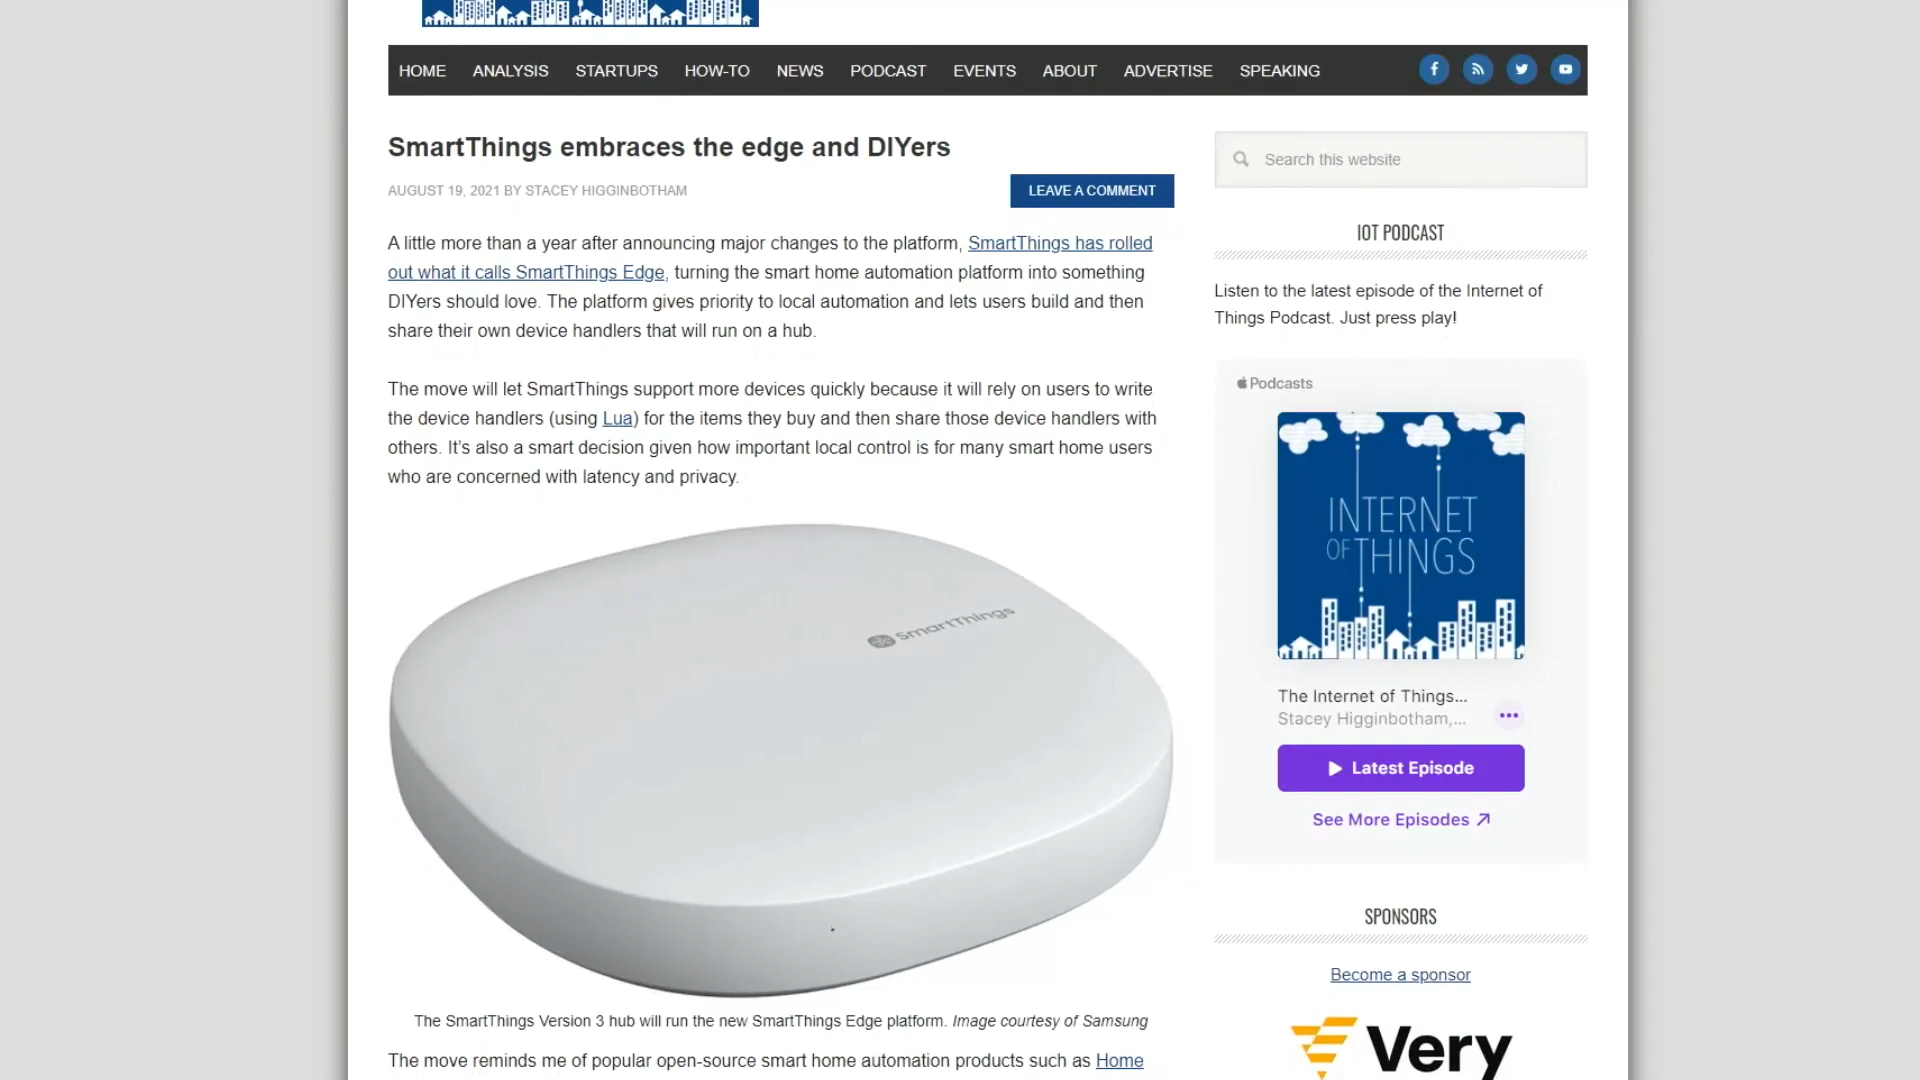 HOME ANALYSIS STARTUPS HOW-TO NEWS PODCAST EVENTS ABOUT ADVERTISE SPEAKING
SmartThings embraces the edge and DIYers
AUGUST 19, 2021 BY STACEY HIGGINBOTHAM
LEAVE A COMMENT
A little more than a year after announcing major changes to the platform, SmartThings has rolled
out what it calls SmartThings Edge, turning the smart home automation platform into something
DIYers should love. The platform gives priority to local automation and lets users build and then
share their own device handlers that will run on a hub.
The move will let SmartThings support more devices quickly because it will rely on users to write
the device handlers (using Lua) for the items they buy and then share those device handlers with
others. It's also a smart decision given how important local control is for many smart home users
who are concerned with latency and privacy.
SmartThings
The SmartThings Version 3 hub will run the new SmartThings Edge platform. Image courtesy of Samsung
The move reminds me of popular open-source smart home automation products such as Home
Search this website
IOT PODCAST
Listen to the latest episode of the Internet of
Things Podcast. Just press play!
Podcasts
INTERNET
OF THINGS
The Internet of Things...
Stacey Higginbotham,...
Latest Episode
See More Episodes
SPONSORS
Become a sponsor
Very